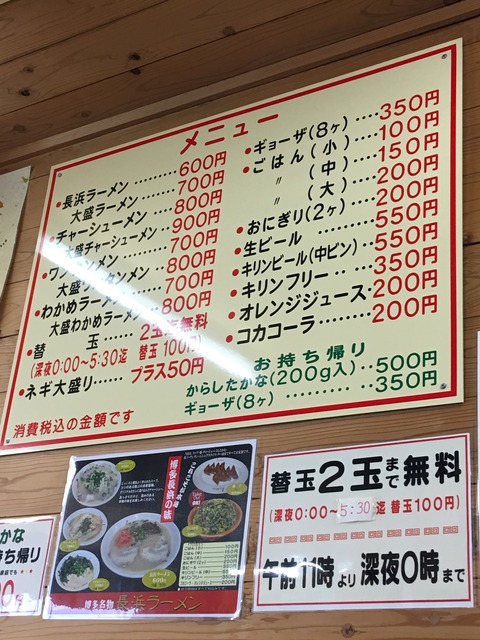 メニュー
●長浜ラーメン………600円
大盛ラーメン……700円
●チャーシューメン…800円
大盛チャーシューメン…900円
●ワンタンメン……700円
大盛ワンタンメン…800円
●わかめラーメン…700円
大盛わかめラーメン…800円
●替　玉……2玉迄無料
(深夜0:00〜5:30迄 替玉100円)
●ネギ大盛り……プラス50円
消費税込の金額です
●ギョーザ(8ヶ)‥‥350円
●ごはん(小)‥‥100円
〃(中)‥‥150円
〃(大)‥‥200円
●おにぎり(2ヶ)‥‥200円
●生ビール……550円
●キリンビール(中ビン)‥550円
●キリンフリー‥‥350円
●オレンジジュース・200円
●コカコーラ………200円
お持ち帰り
からしたかな(200g入)‥500円
ギョーザ(8ヶ)………350円
かな
持ち帰り
博多長浜の味
博多名物 長浜ラーメン
替玉2玉まで無料
(深夜0:00〜5:30迄 替玉100円)
午前11時より深夜0時まで